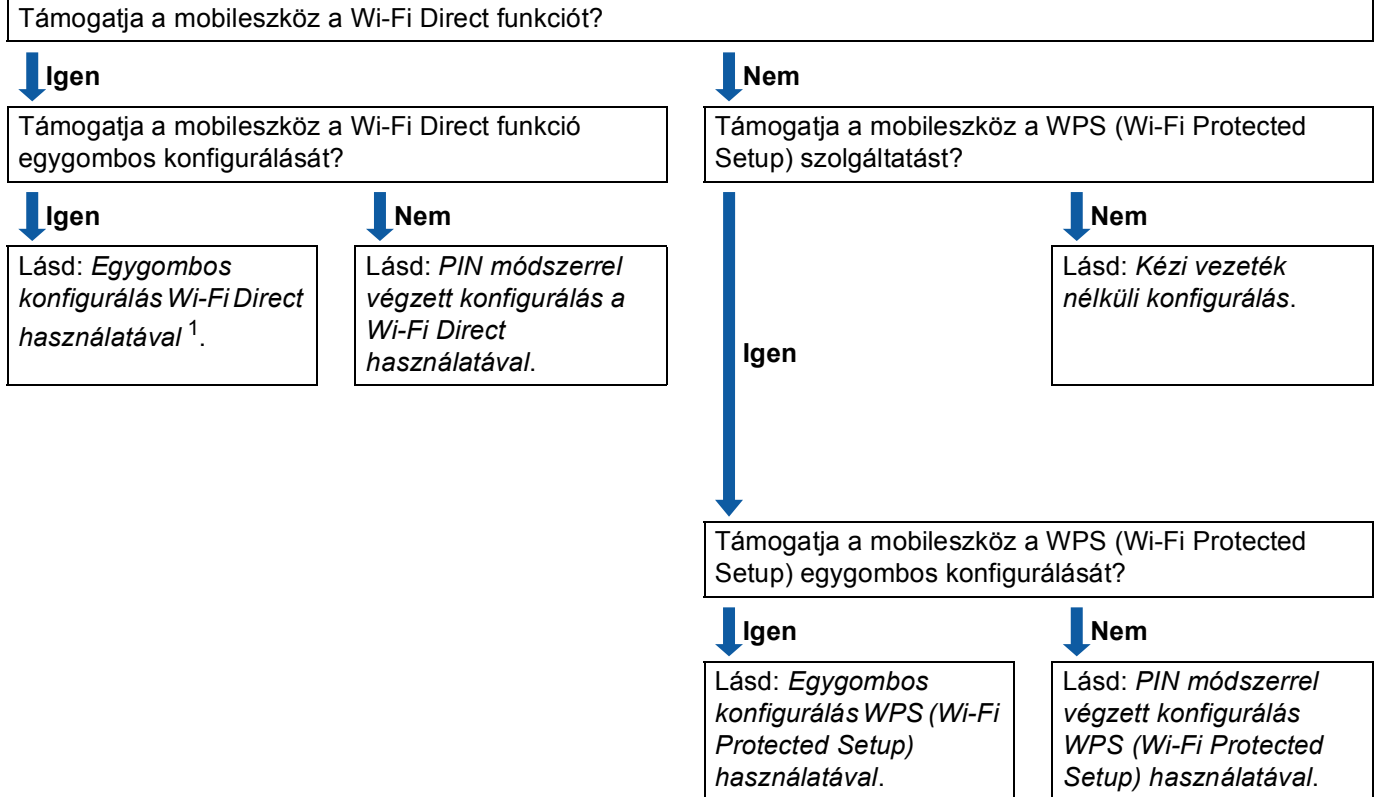 Támogatja a mobileszköz a Wi-Fi Direct funkciót?
Igen
Nem
Támogatja a mobileszköz a Wi-Fi Direct funkció
egygombos konfigurálását?
Támogatja a mobileszköz a WPS (Wi-Fi Protected
Setup) szolgáltatást?
Igen
Nem
Nem
Lásd: Egygombos
konfigurálás Wi-Fi Direct
használatával 1.
Lásd: PIN módszerrel
végzett konfigurálás a
Wi-Fi Direct
használatával.
Lásd: Kézi vezeték
nélküli konfigurálás.
Igen
Támogatja a mobileszköz a WPS (Wi-Fi Protected
Setup) egygombos konfigurálását?
Igen
Nem
Lásd: Egygombos
konfigurálás WPS (Wi-Fi
Protected Setup)
használatával.
Lásd: PIN módszerrel
végzett konfigurálás
WPS (Wi-Fi Protected
Setup) használatával.